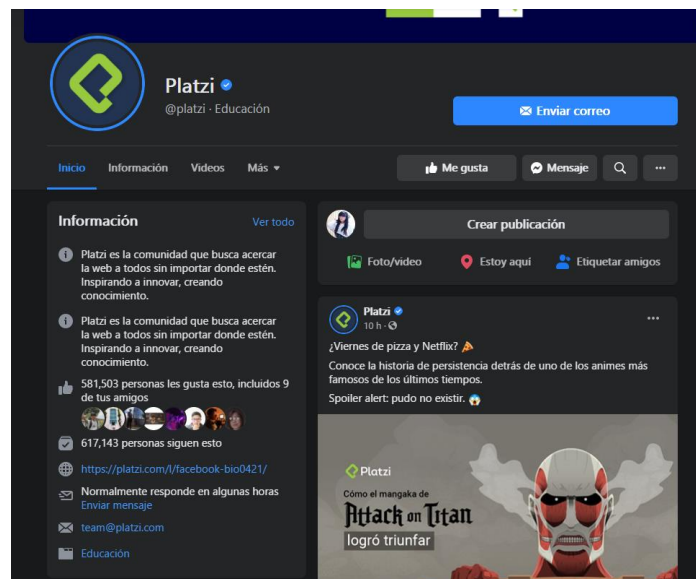 Platzi
@platzi · Educación
Enviar correo
Inicio
Información
Videos
Más
Me gusta
Mensaje
Información
Ver todo
Platzi es la comunidad que busca acercar
la web a todos sin importar donde estén.
Inspirando a innovar, creando
conocimiento.
Platzi es la comunidad que busca acercar
la web a todos sin importar donde estén.
Inspirando a innovar, creando
conocimiento.
581,503 personas les gusta esto, incluidos 9
de tus amigos
617,143 personas siguen esto
https://platzi.com/l/facebook-bio0421/
Normalmente responde en algunas horas
Enviar mensaje
team@platzi.com
Educación
Crear publicación
Foto/video
Estoy aquí
Etiquetar amigos
Platzi
10 h ·
¿Viernes de pizza y Netflix? 🍕
Conoce la historia de persistencia detrás de uno de los animes más
famosos de los últimos tiempos.
Spoiler alert: pudo no existir. 😱
Platzi
Cómo el mangaka de
Attack on Titan
logró triunfar